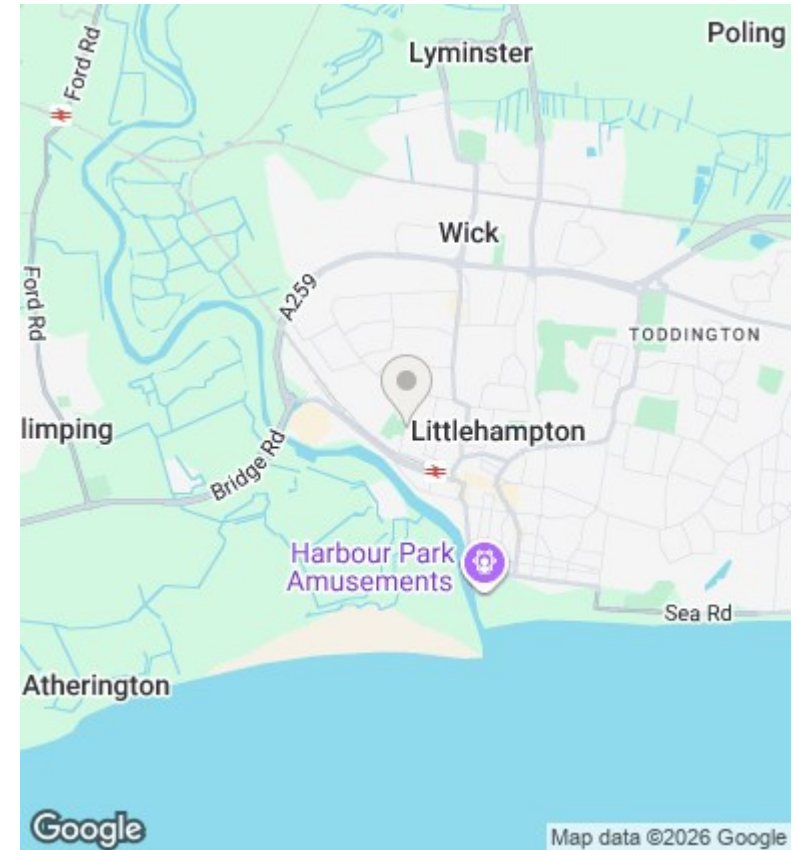 Ford Rd
Lyminster
Poling
Wick
A259
Ford Rd
TODDINGTON
limping
Littlehampton
Bridge Rd
Harbour Park
Amusements
Sea Rd
Atherington
Google
Map data ©2026 Google